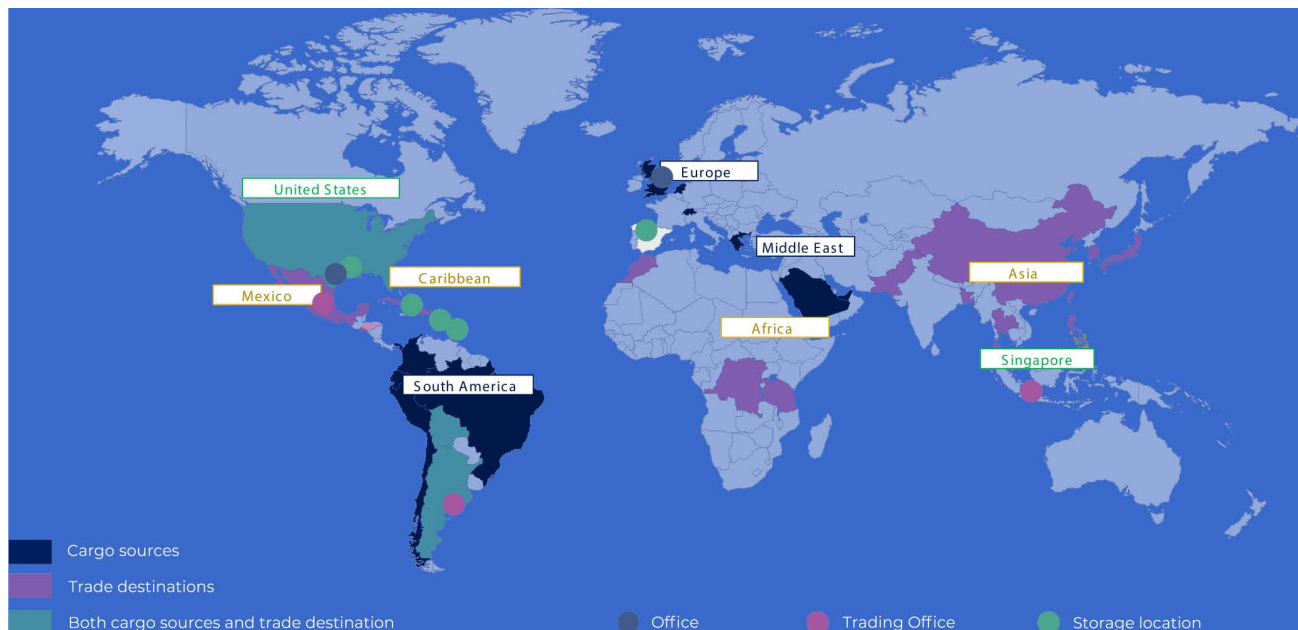 Europe
United States
Middle East
Caribbean
Asia
Mexico
Africa
Singapore
South America
Cargo sources
Trade destinations
Both cargo sources and trade destination
Office
Trading Office
Storage location